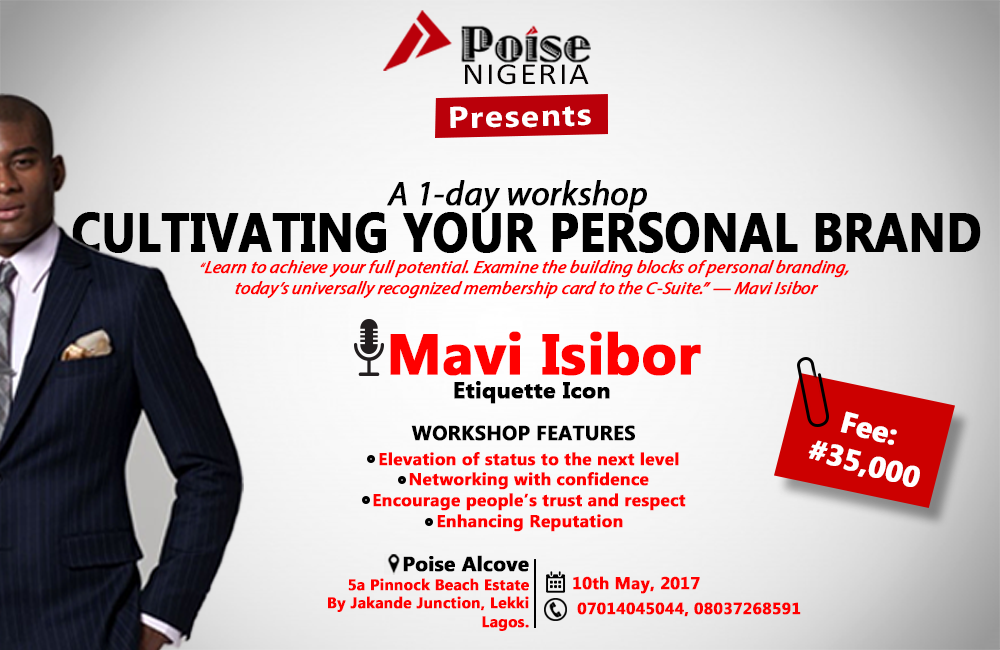 Poise
NIGERIA
Presents
A 1-day workshop
CULTIVATING YOUR PERSONAL BRAND
“Learn to achieve your full potential. Examine the building blocks of personal branding,
today’s universally recognized membership card to the C-Suite.” — Mavi Isibor
Mavi Isibor
Etiquette Icon
WORKSHOP FEATURES
Elevation of status to the next level
Networking with confidence
Encourage people’s trust and respect
Enhancing Reputation
Fee:
#35,000
Poise Alcove
5a Pinnock Beach Estate
By Jakande Junction, Lekki
Lagos.
10th May, 2017
07014045044, 08037268591